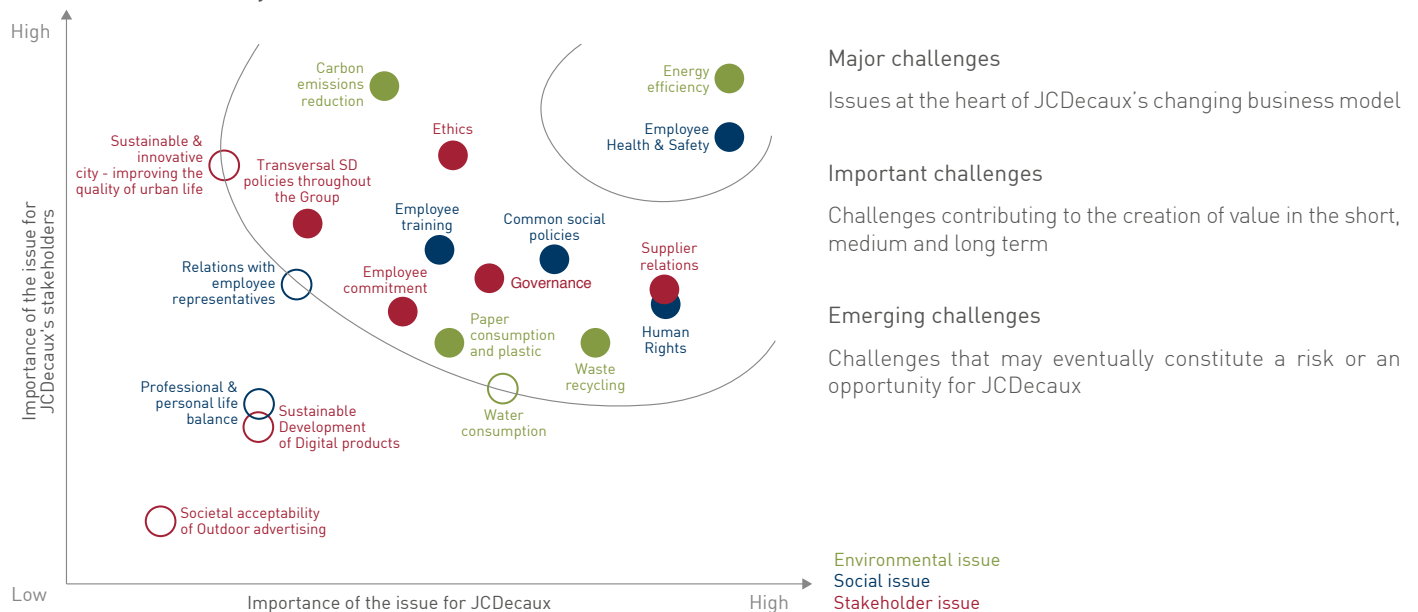 High
Carbon
emissions
reduction
Energy
efficiency
Employee
Health & Safety
Ethics
Sustainable &
innovative
city - improving the
quality of urban life
Transversal SD
policies throughout
the Group
Employee
training
Common social
policies
Supplier
relations
Relations with
employee
representatives
Employee
commitment
Governance
Human
Rights
Paper
consumption
and plastic
Waste
recycling
Water
consumption
Professional &
personal life
balance
Sustainable
Development
of Digital products
Societal acceptability
of Outdoor advertising
Importance of the issue for
JCDecaux's stakeholders
Low
Importance of the issue for JCDecaux
High
Major challenges
Issues at the heart of JCDecaux's changing business model
Important challenges
Challenges contributing to the creation of value in the short,
medium and long term
Emerging challenges
Challenges that may eventually constitute a risk or an
opportunity for JCDecaux
Environmental issue
Social issue
Stakeholder issue